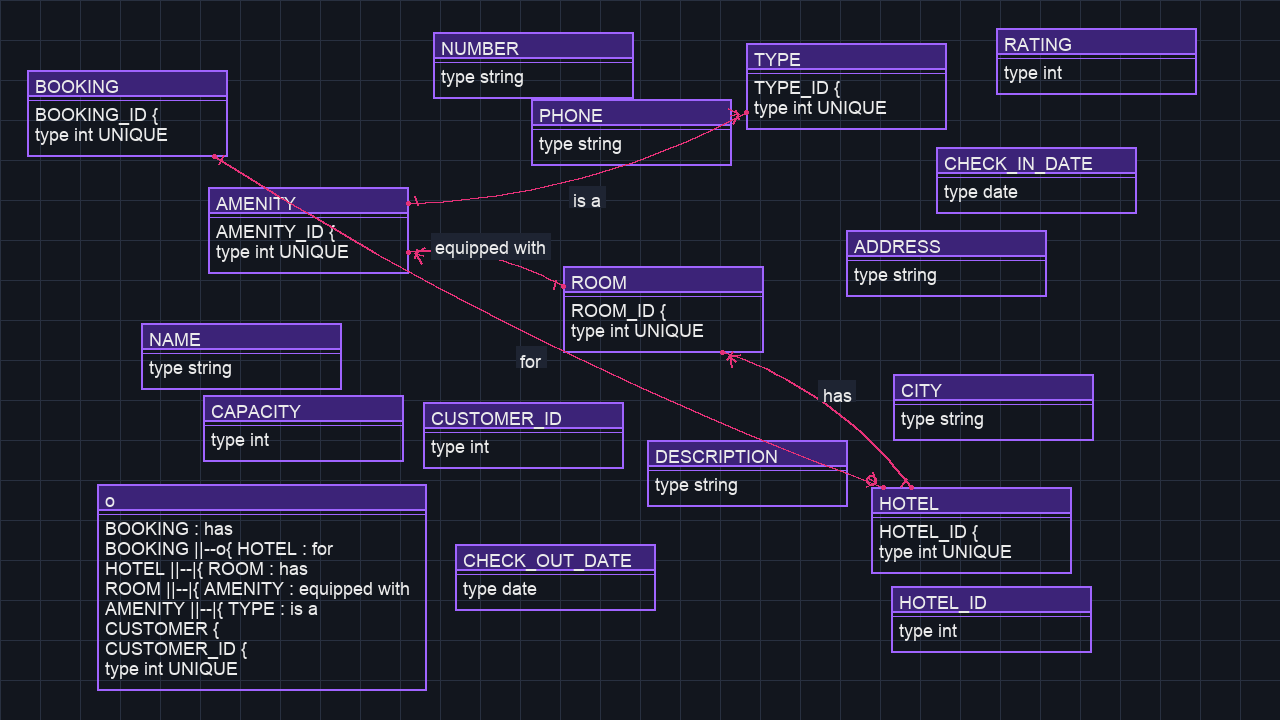 NUMBER
type string
RATING
type int
TYPE
TYPE_ID {
type int UNIQUE
BOOKING
BOOKING_ID {
type int UNIQUE
PHONE
type string
CHECK_IN_DATE
type date
is a
AMENITY
AMENITY_ID {
type int UNIQUE
equipped with
ADDRESS
type string
ROOM
ROOM_ID {
type int UNIQUE
NAME
type string
for
has
CITY
type string
CAPACITY
type int
CUSTOMER_ID
type int
DESCRIPTION
type string
o
BOOKING : has
BOOKING ||--o{ HOTEL : for
HOTEL ||--|{ ROOM : has
ROOM ||--|{ AMENITY : equipped with
AMENITY ||--|{ TYPE : is a
CUSTOMER {
CUSTOMER_ID {
type int UNIQUE
HOTEL
HOTEL_ID {
type int UNIQUE
CHECK_OUT_DATE
type date
HOTEL_ID
type int